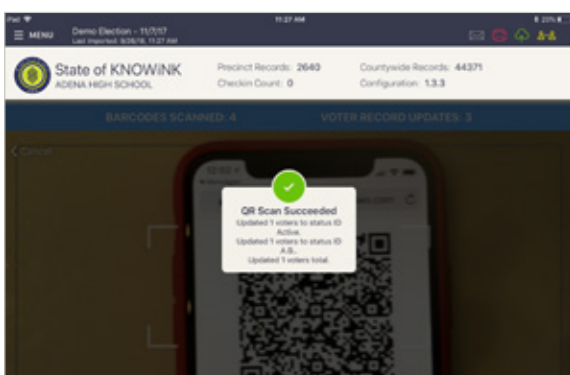 iPad
11:27 AM
MENU
Demo Election - 11/7/17
Last Imported: 9/26/18, 11:27 AM
A-A
State of KNOWiNK
ADENA HIGH SCHOOL
Precinct Records: 2640
Checkin Count: 0
Countywide Records: 44371
Configuration: 1.3.3
BARCODES SCANNED: 4
VOTER RECORD UPDATES: 3
Cancel
QR Scan Succeeded
Updated 1 voters to status ID
Active.
Updated 1 voters to status ID
A.B..
Updated 1 voters total.